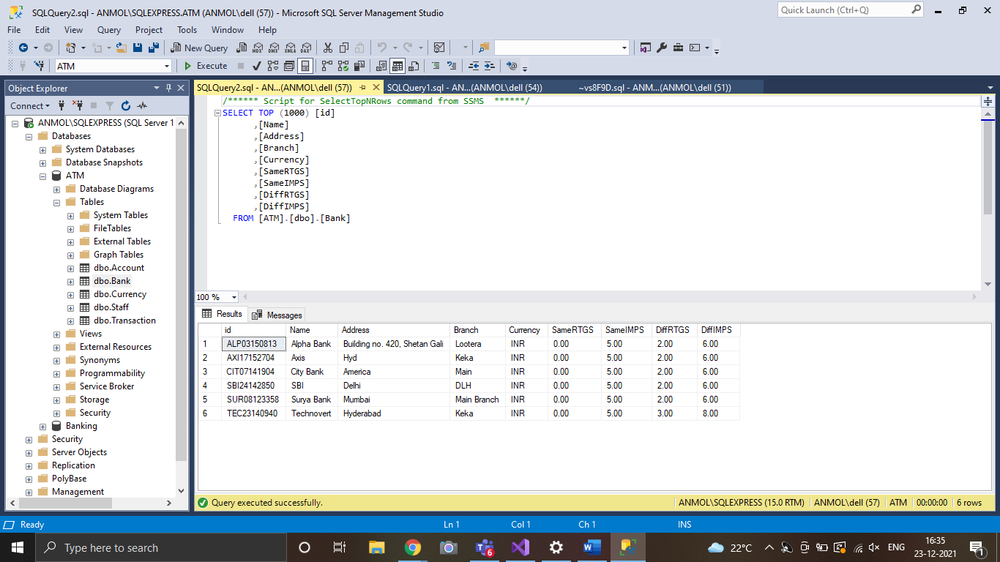 SQLQuery2.sql - ANMOL\SQLEXPRESS.ATM (ANMOL\dell (57)) - Microsoft SQL Server Management Studio
Quick Launch (Ctrl+Q)
File Edit View Query Project Tools Window Help
New Query MDX DMX XMLA DAX
ATM Execute
Object Explorer
Connect
ANMOL\SQLEXPRESS (SQL Server 1
Databases
System Databases
Database Snapshots
ATM
Database Diagrams
Tables
System Tables
FileTables
External Tables
Graph Tables
dbo.Account
dbo.Bank
dbo.Currency
dbo.Staff
dbo.Transaction
Views
External Resources
Synonyms
Programmability
Service Broker
Storage
Security
Banking
Security
Server Objects
Replication
PolyBase
Management
SQLQuery2.sql - AN...(ANMOL\dell (57)) SQLQuery1.sql - AN...(ANMOL\dell (54)) ~vs8F9D.sql - ANM...(ANMOL\dell (51))
/****** Script for SelectTopNRows command from SSMS ******/
SELECT TOP (1000) [id]
,[Name]
,[Address]
,[Branch]
,[Currency]
,[SameRTGS]
,[SameIMPS]
,[DiffRTGS]
,[DiffIMPS]
FROM [ATM].[dbo].[Bank]
100 %
Results Messages
id Name Address Branch Currency SameRTGS SameIMPS DiffRTGS DiffIMPS
1 ALP03150813 Alpha Bank Building no. 420, Shetan Gali Lootera INR 0.00 5.00 2.00 6.00
2 AXI17152704 Axis Hyd Keka INR 0.00 5.00 2.00 6.00
3 CIT07141904 City Bank America Main INR 0.00 5.00 2.00 6.00
4 SBI24142850 SBI Delhi DLH INR 0.00 5.00 2.00 6.00
5 SUR08123358 Surya Bank Mumbai Main Branch INR 0.00 5.00 2.00 6.00
6 TEC23140940 Technovert Hyderabad Keka INR 0.00 5.00 3.00 8.00
Query executed successfully. ANMOL\SQLEXPRESS (15.0 RTM) ANMOL\dell (57) ATM 00:00:00 6 rows
Ready Ln 1 Col 1 Ch 1 INS
Type here to search 6 22°C ENG 16:35
23-12-2021 1